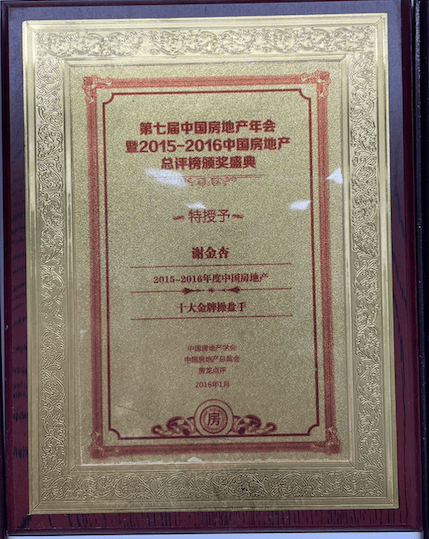 第七届中国房地产年会
暨2015~2016中国房地产
总评榜颁奖盛典
特授予
谢金杏
2015~2016年度中国房地产
十大金牌操盘手
中国房地产学会
中国房地产总裁会
房龙点评
2016年1月
房